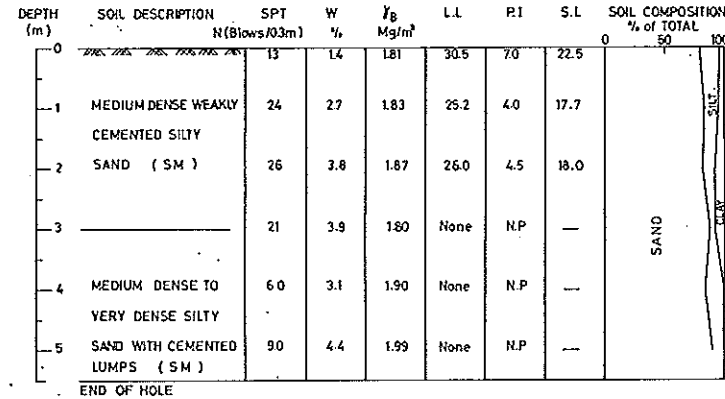 DEPTH (m) SOIL DESCRIPTION SPT N(Blows/03m) W % γB Mg/m³ L.L P.I S.L SOIL COMPOSITION % of TOTAL
0 50 100
0 13 1.4 1.81 30.5 7.0 22.5
1 MEDIUM DENSE WEAKLY 24 2.7 1.83 25.2 4.0 17.7 SILT.
CEMENTED SILTY
2 SAND (SM) 26 3.8 1.87 26.0 4.5 18.0
3 21 3.9 1.80 None N.P — SAND CLAY
4 MEDIUM DENSE TO 60 3.1 1.90 None N.P —
VERY DENSE SILTY
5 SAND WITH CEMENTED 9.0 4.4 1.99 None N.P —
LUMPS (SM)
END OF HOLE